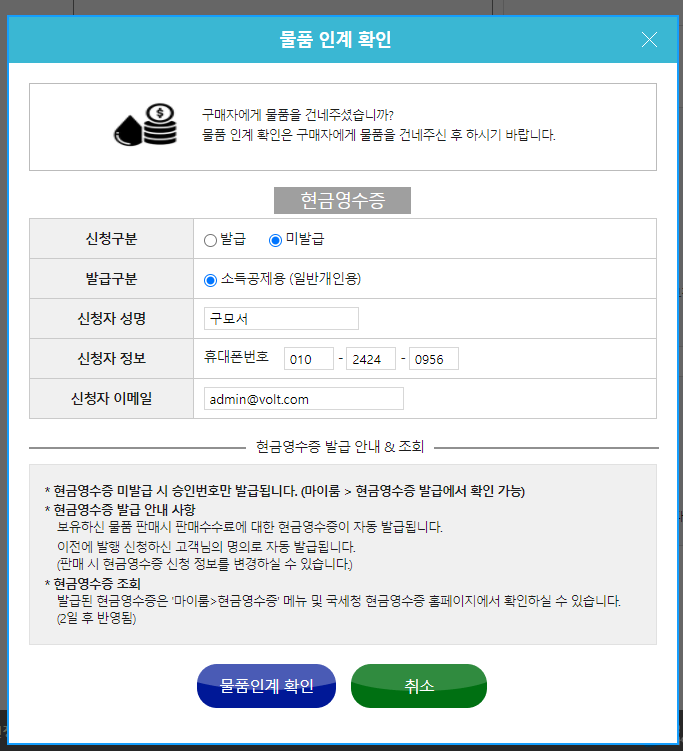 물품 인계 확인
구매자에게 물품을 건네주셨습니까?
물품 인계 확인은 구매자에게 물품을 건네주신 후 하시기 바랍니다.
현금영수증
신청구분 발급 미발급
발급구분 소득공제용 (일반개인용)
신청자 성명 구모서
신청자 정보 휴대폰번호 010 - 2424 - 0956
신청자 이메일 admin@volt.com
현금영수증 발급 안내 & 조회
* 현금영수증 미발급 시 승인번호만 발급됩니다. (마이룸 > 현금영수증 발급에서 확인 가능)
* 현금영수증 발급 안내 사항
보유하신 물품 판매시 판매수수료에 대한 현금영수증이 자동 발급됩니다.
이전에 발행 신청하신 고객님의 명의로 자동 발급됩니다.
(판매 시 현금영수증 신청 정보를 변경하실 수 있습니다.)
* 현금영수증 조회
발급된 현금영수증은 '마이룸>현금영수증' 메뉴 및 국세청 현금영수증 홈페이지에서 확인하실 수 있습니다.
(2일 후 반영됨)
물품인계 확인 취소